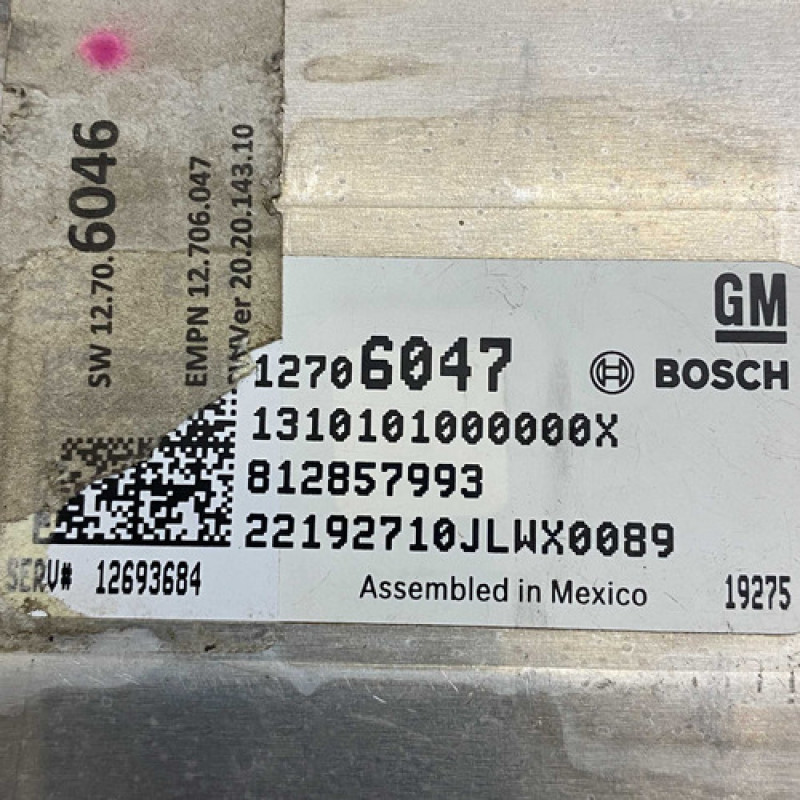 SW 12.70.6046
EMPN 12.706.047
Ver 20.20.143.10
GM
12706047
BOSCH
1310101000000X
812857993
22192710JLWX0089
SERV# 12693684
Assembled in Mexico
19275